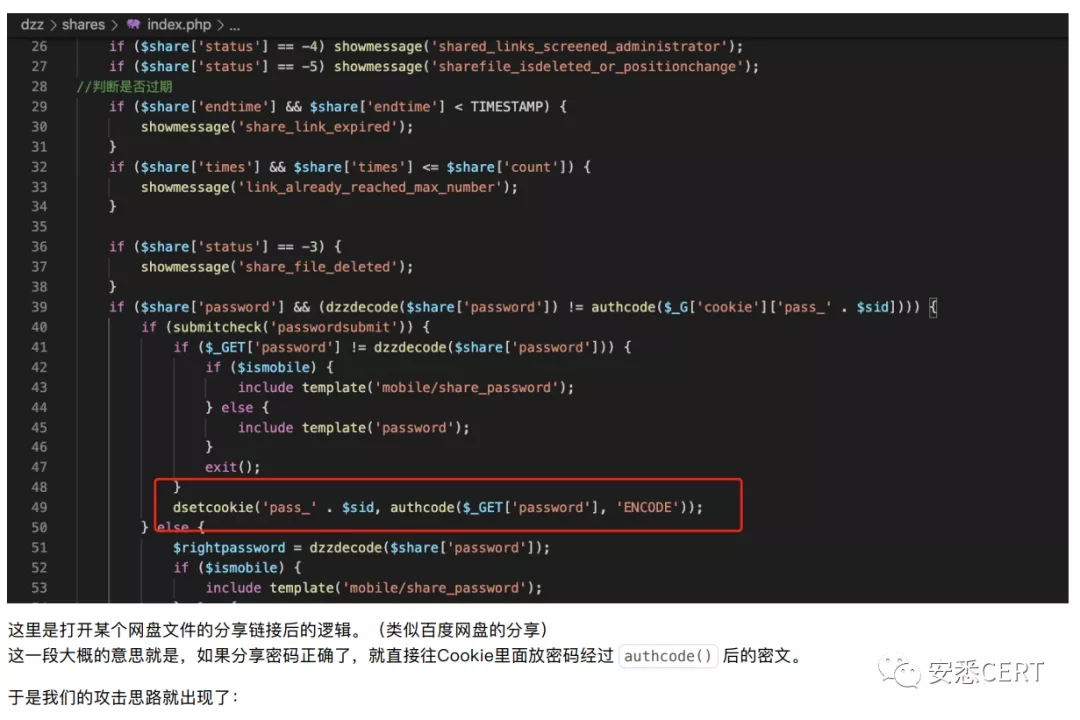 dzz > shares > index.php > ...
26 if ($share['status'] == -4) showmessage('shared_links_screened_administrator');
27 if ($share['status'] == -5) showmessage('sharefile_isdeleted_or_positionchange');
28 //判断是否过期
29 if ($share['endtime'] && $share['endtime'] < TIMESTAMP) {
30 showmessage('share_link_expired');
31 }
32 if ($share['times'] && $share['times'] <= $share['count']) {
33 showmessage('link_already_reached_max_number');
34 }
35
36 if ($share['status'] == -3) {
37 showmessage('share_file_deleted');
38 }
39 if ($share['password'] && (dzzdecode($share['password']) != authcode($_G['cookie']['pass_' . $sid]))) {
40 if (submitcheck('passwordsubmit')) {
41 if ($_GET['password'] != dzzdecode($share['password'])) {
42 if ($ismobile) {
43 include template('mobile/share_password');
44 } else {
45 include template('password');
46 }
47 exit();
48 }
49 dsetcookie('pass_' . $sid, authcode($_GET['password'], 'ENCODE'));
50 } else {
51 $rightpassword = dzzdecode($share['password']);
52 if ($ismobile) {
53 include template('mobile/share_password');
这里是打开某个网盘文件的分享链接后的逻辑。（类似百度网盘的分享）
这一段大概的意思就是，如果分享密码正确了，就直接往Cookie里面放密码经过 authcode() 后的密文。
安悉CERT
于是我们的攻击思路就出现了：